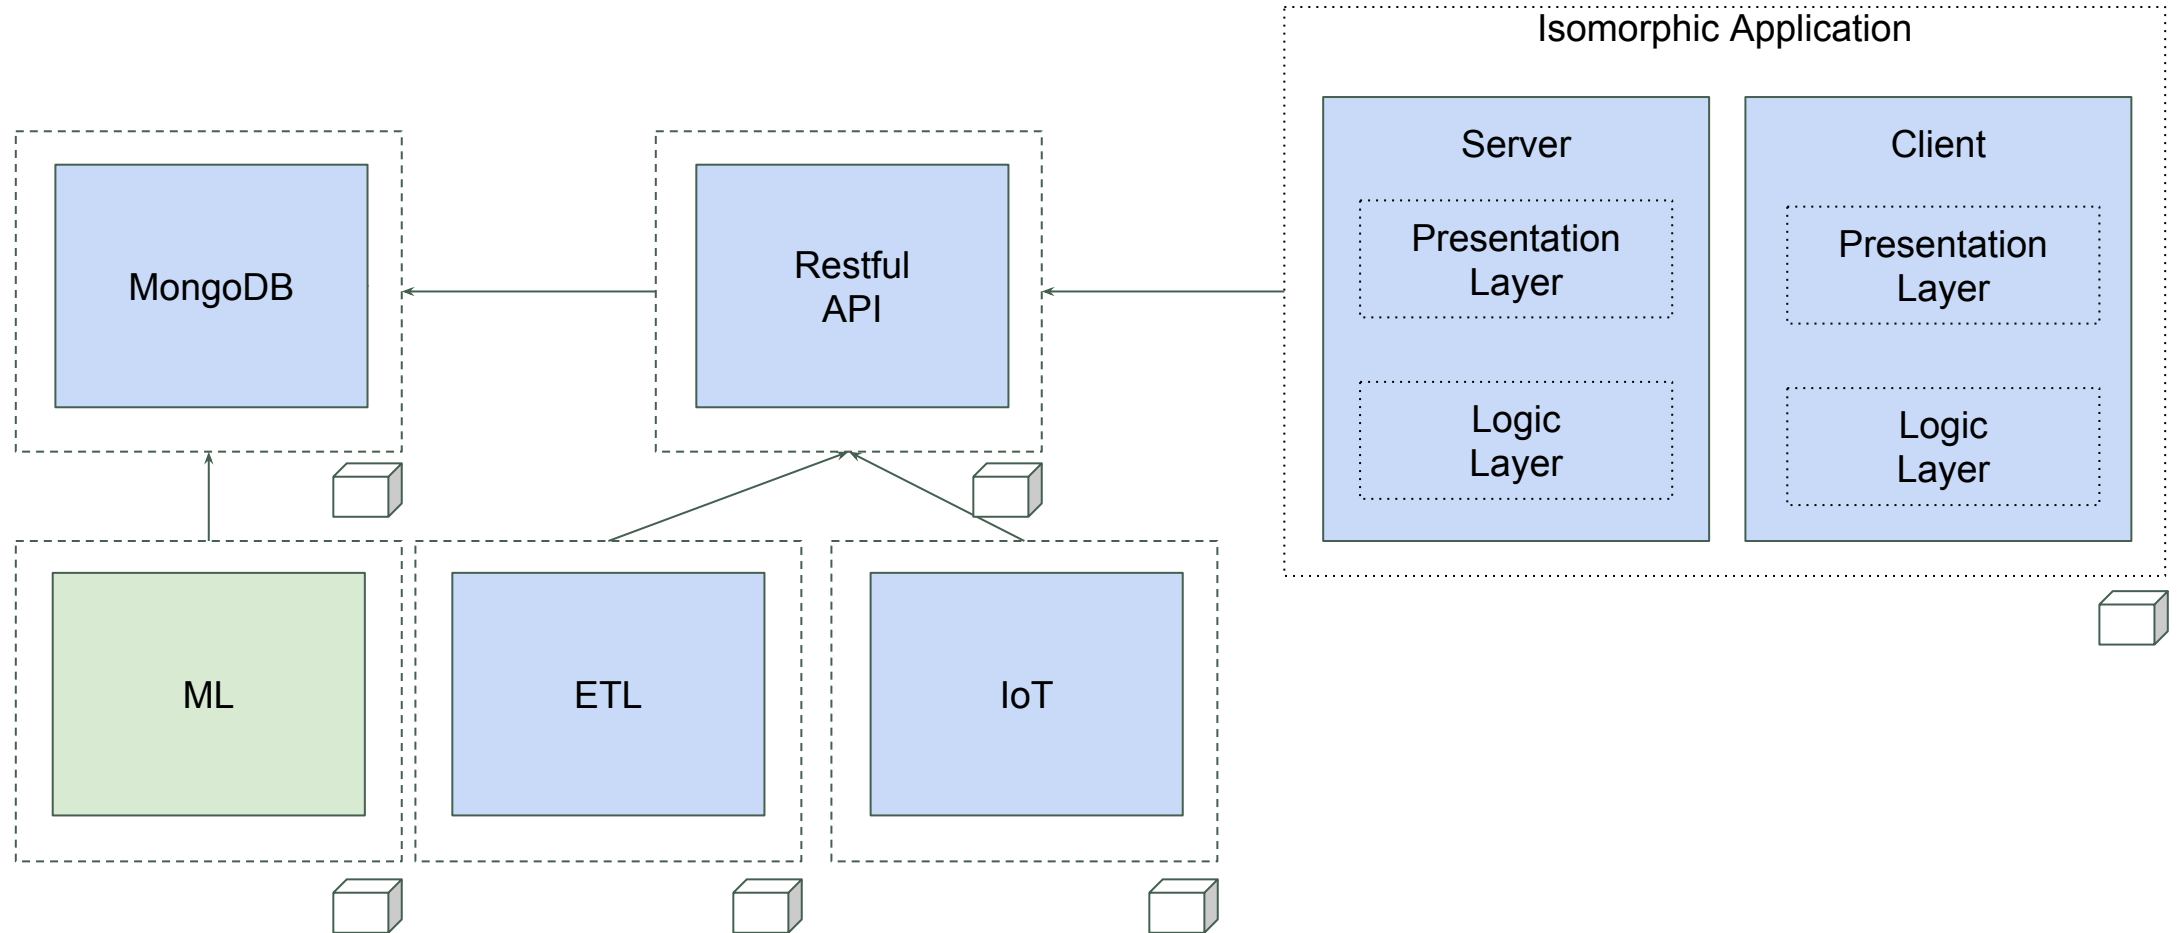 Isomorphic Application
MongoDB
Restful
API
Server
Presentation
Layer
Logic
Layer
Client
Presentation
Layer
Logic
Layer
ML
ETL
IoT